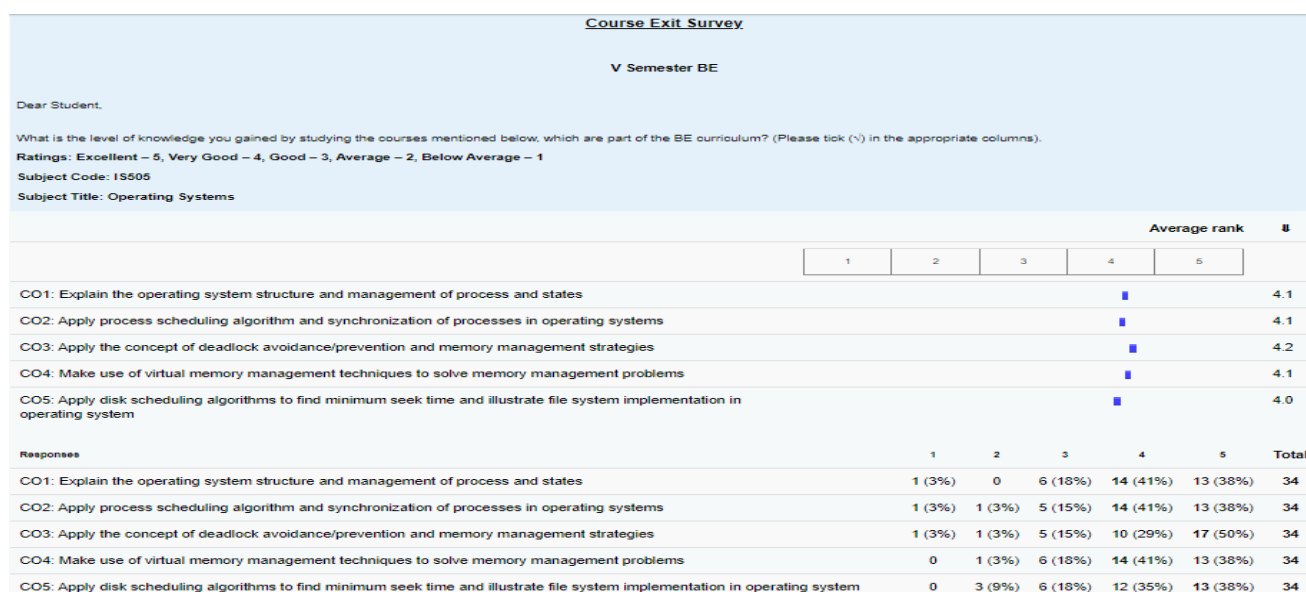 Course Exit Survey
V Semester BE
Dear Student,
What is the level of knowledge you gained by studying the courses mentioned below, which are part of the BE curriculum? (Please tick (√) in the appropriate columns).
Ratings: Excellent – 5, Very Good – 4, Good – 3, Average – 2, Below Average – 1
Subject Code: IS505
Subject Title: Operating Systems
Average rank ⇓
1 2 3 4 5
CO1: Explain the operating system structure and management of process and states 4.1
CO2: Apply process scheduling algorithm and synchronization of processes in operating systems 4.1
CO3: Apply the concept of deadlock avoidance/prevention and memory management strategies 4.2
CO4: Make use of virtual memory management techniques to solve memory management problems 4.1
CO5: Apply disk scheduling algorithms to find minimum seek time and illustrate file system implementation in 4.0
operating system
Responses 1 2 3 4 5 Total
CO1: Explain the operating system structure and management of process and states 1 (3%) 0 6 (18%) 14 (41%) 13 (38%) 34
CO2: Apply process scheduling algorithm and synchronization of processes in operating systems 1 (3%) 1 (3%) 5 (15%) 14 (41%) 13 (38%) 34
CO3: Apply the concept of deadlock avoidance/prevention and memory management strategies 1 (3%) 1 (3%) 5 (15%) 10 (29%) 17 (50%) 34
CO4: Make use of virtual memory management techniques to solve memory management problems 0 1 (3%) 6 (18%) 14 (41%) 13 (38%) 34
CO5: Apply disk scheduling algorithms to find minimum seek time and illustrate file system implementation in operating system 0 3 (9%) 6 (18%) 12 (35%) 13 (38%) 34